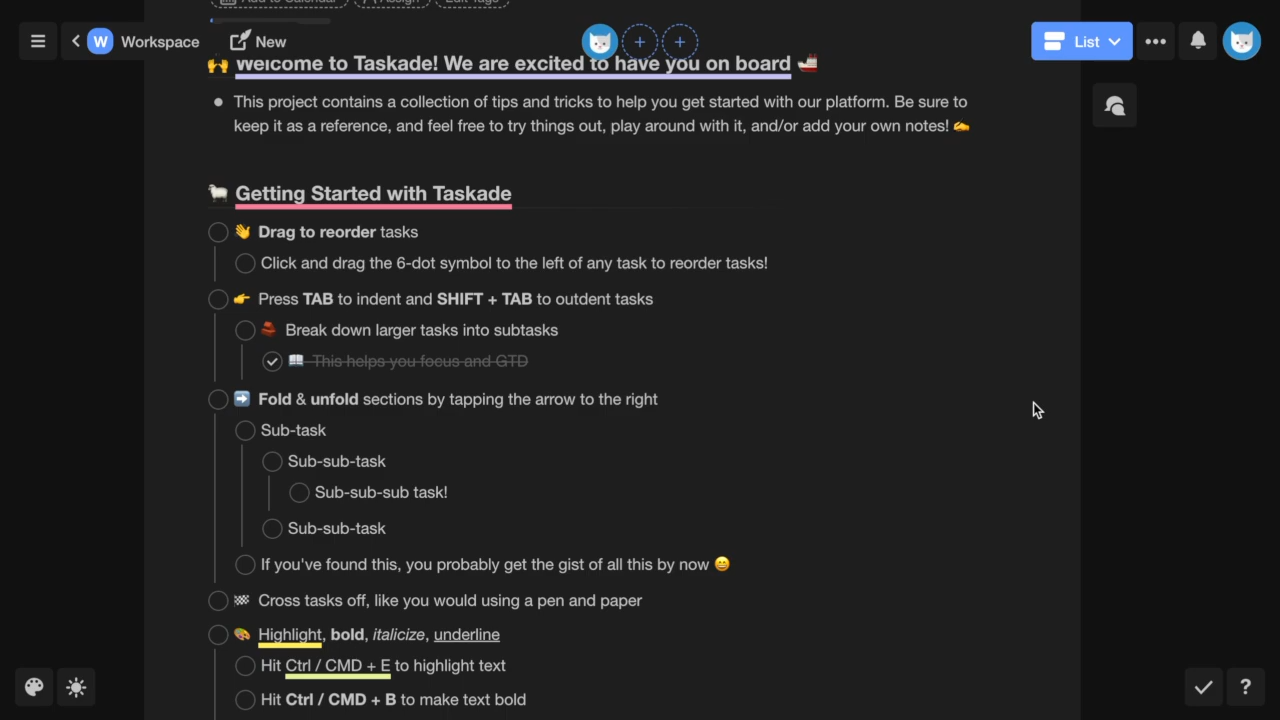 Add to Calendar
Assign
Edit Tags
W Workspace
New
List
Welcome to Taskade! We are excited to have you on board
This project contains a collection of tips and tricks to help you get started with our platform. Be sure to
keep it as a reference, and feel free to try things out, play around with it, and/or add your own notes!
Getting Started with Taskade
Drag to reorder tasks
Click and drag the 6-dot symbol to the left of any task to reorder tasks!
Press TAB to indent and SHIFT + TAB to outdent tasks
Break down larger tasks into subtasks
This helps you focus and GTD
Fold & unfold sections by tapping the arrow to the right
Sub-task
Sub-sub-task
Sub-sub-sub task!
Sub-sub-task
If you've found this, you probably get the gist of all this by now
Cross tasks off, like you would using a pen and paper
Highlight, bold, italicize, underline
Hit Ctrl / CMD + E to highlight text
Hit Ctrl / CMD + B to make text bold
?